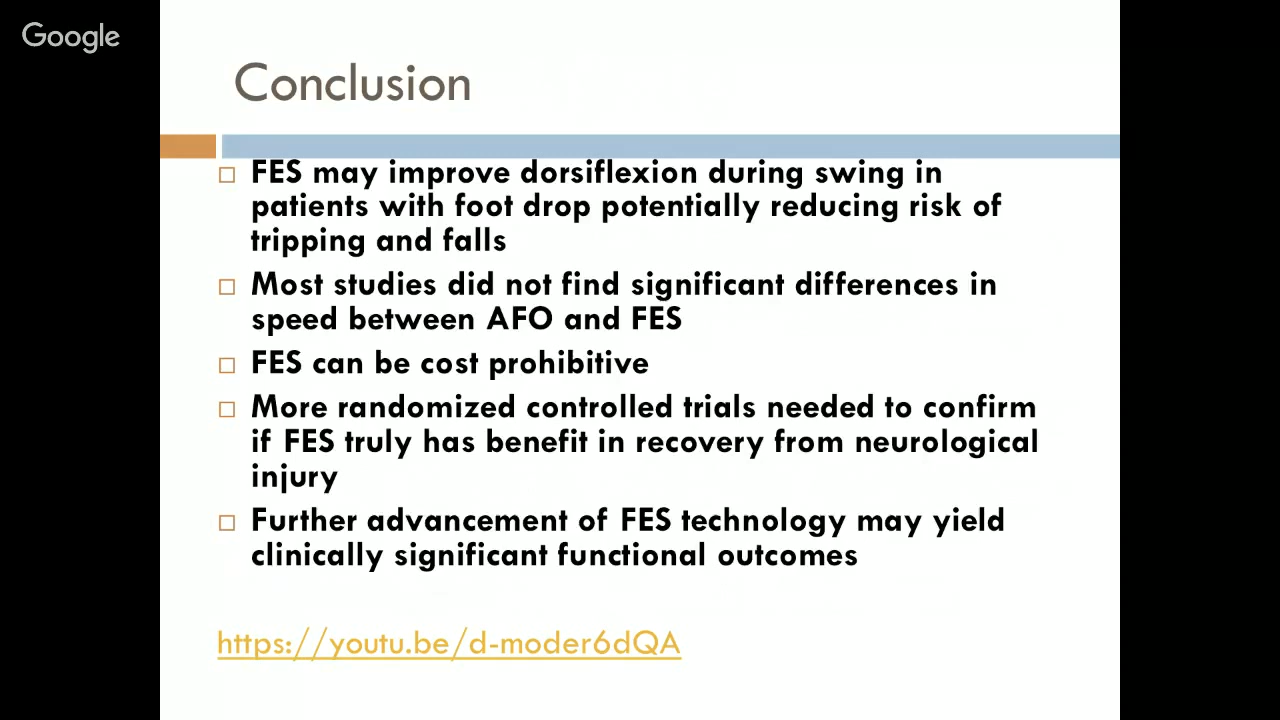 Google
Conclusion
FES may improve dorsiflexion during swing in
patients with foot drop potentially reducing risk of
tripping and falls
Most studies did not find significant differences in
speed between AFO and FES
FES can be cost prohibitive
More randomized controlled trials needed to confirm
if FES truly has benefit in recovery from neurological
injury
Further advancement of FES technology may yield
clinically significant functional outcomes
https://youtu.be/d-moder6dQA